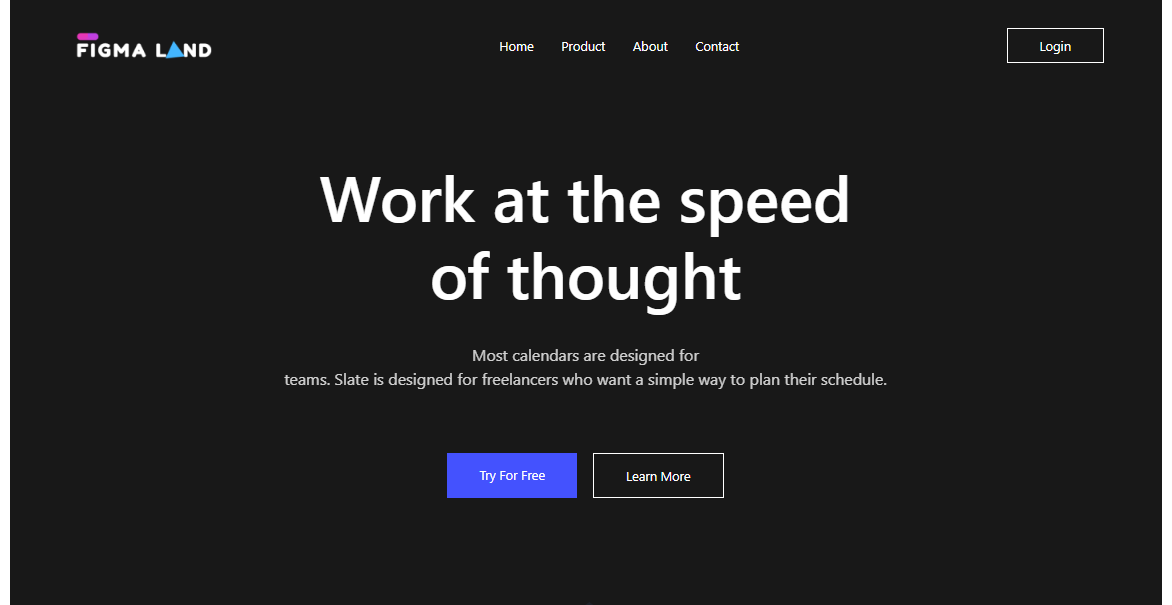 FIGMA LAND
Home Product About Contact
Login
Work at the speed
of thought
Most calendars are designed for
teams. Slate is designed for freelancers who want a simple way to plan their schedule.
Try For Free
Learn More